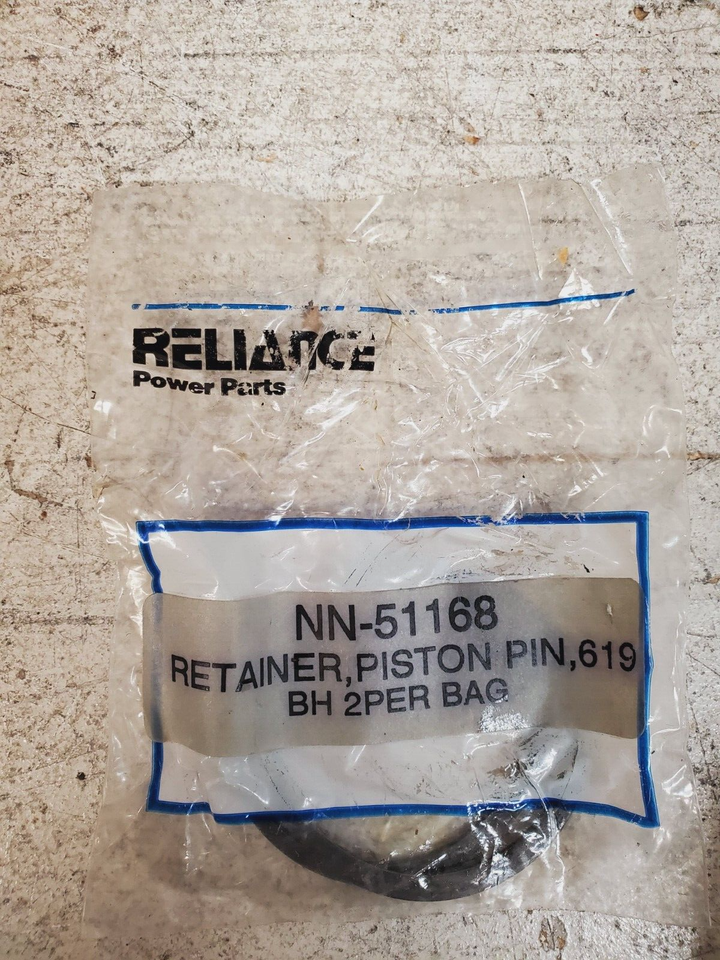 RELIANCE
Power Parts
NN-51168
RETAINER,PISTON PIN,619
BH 2PER BAG